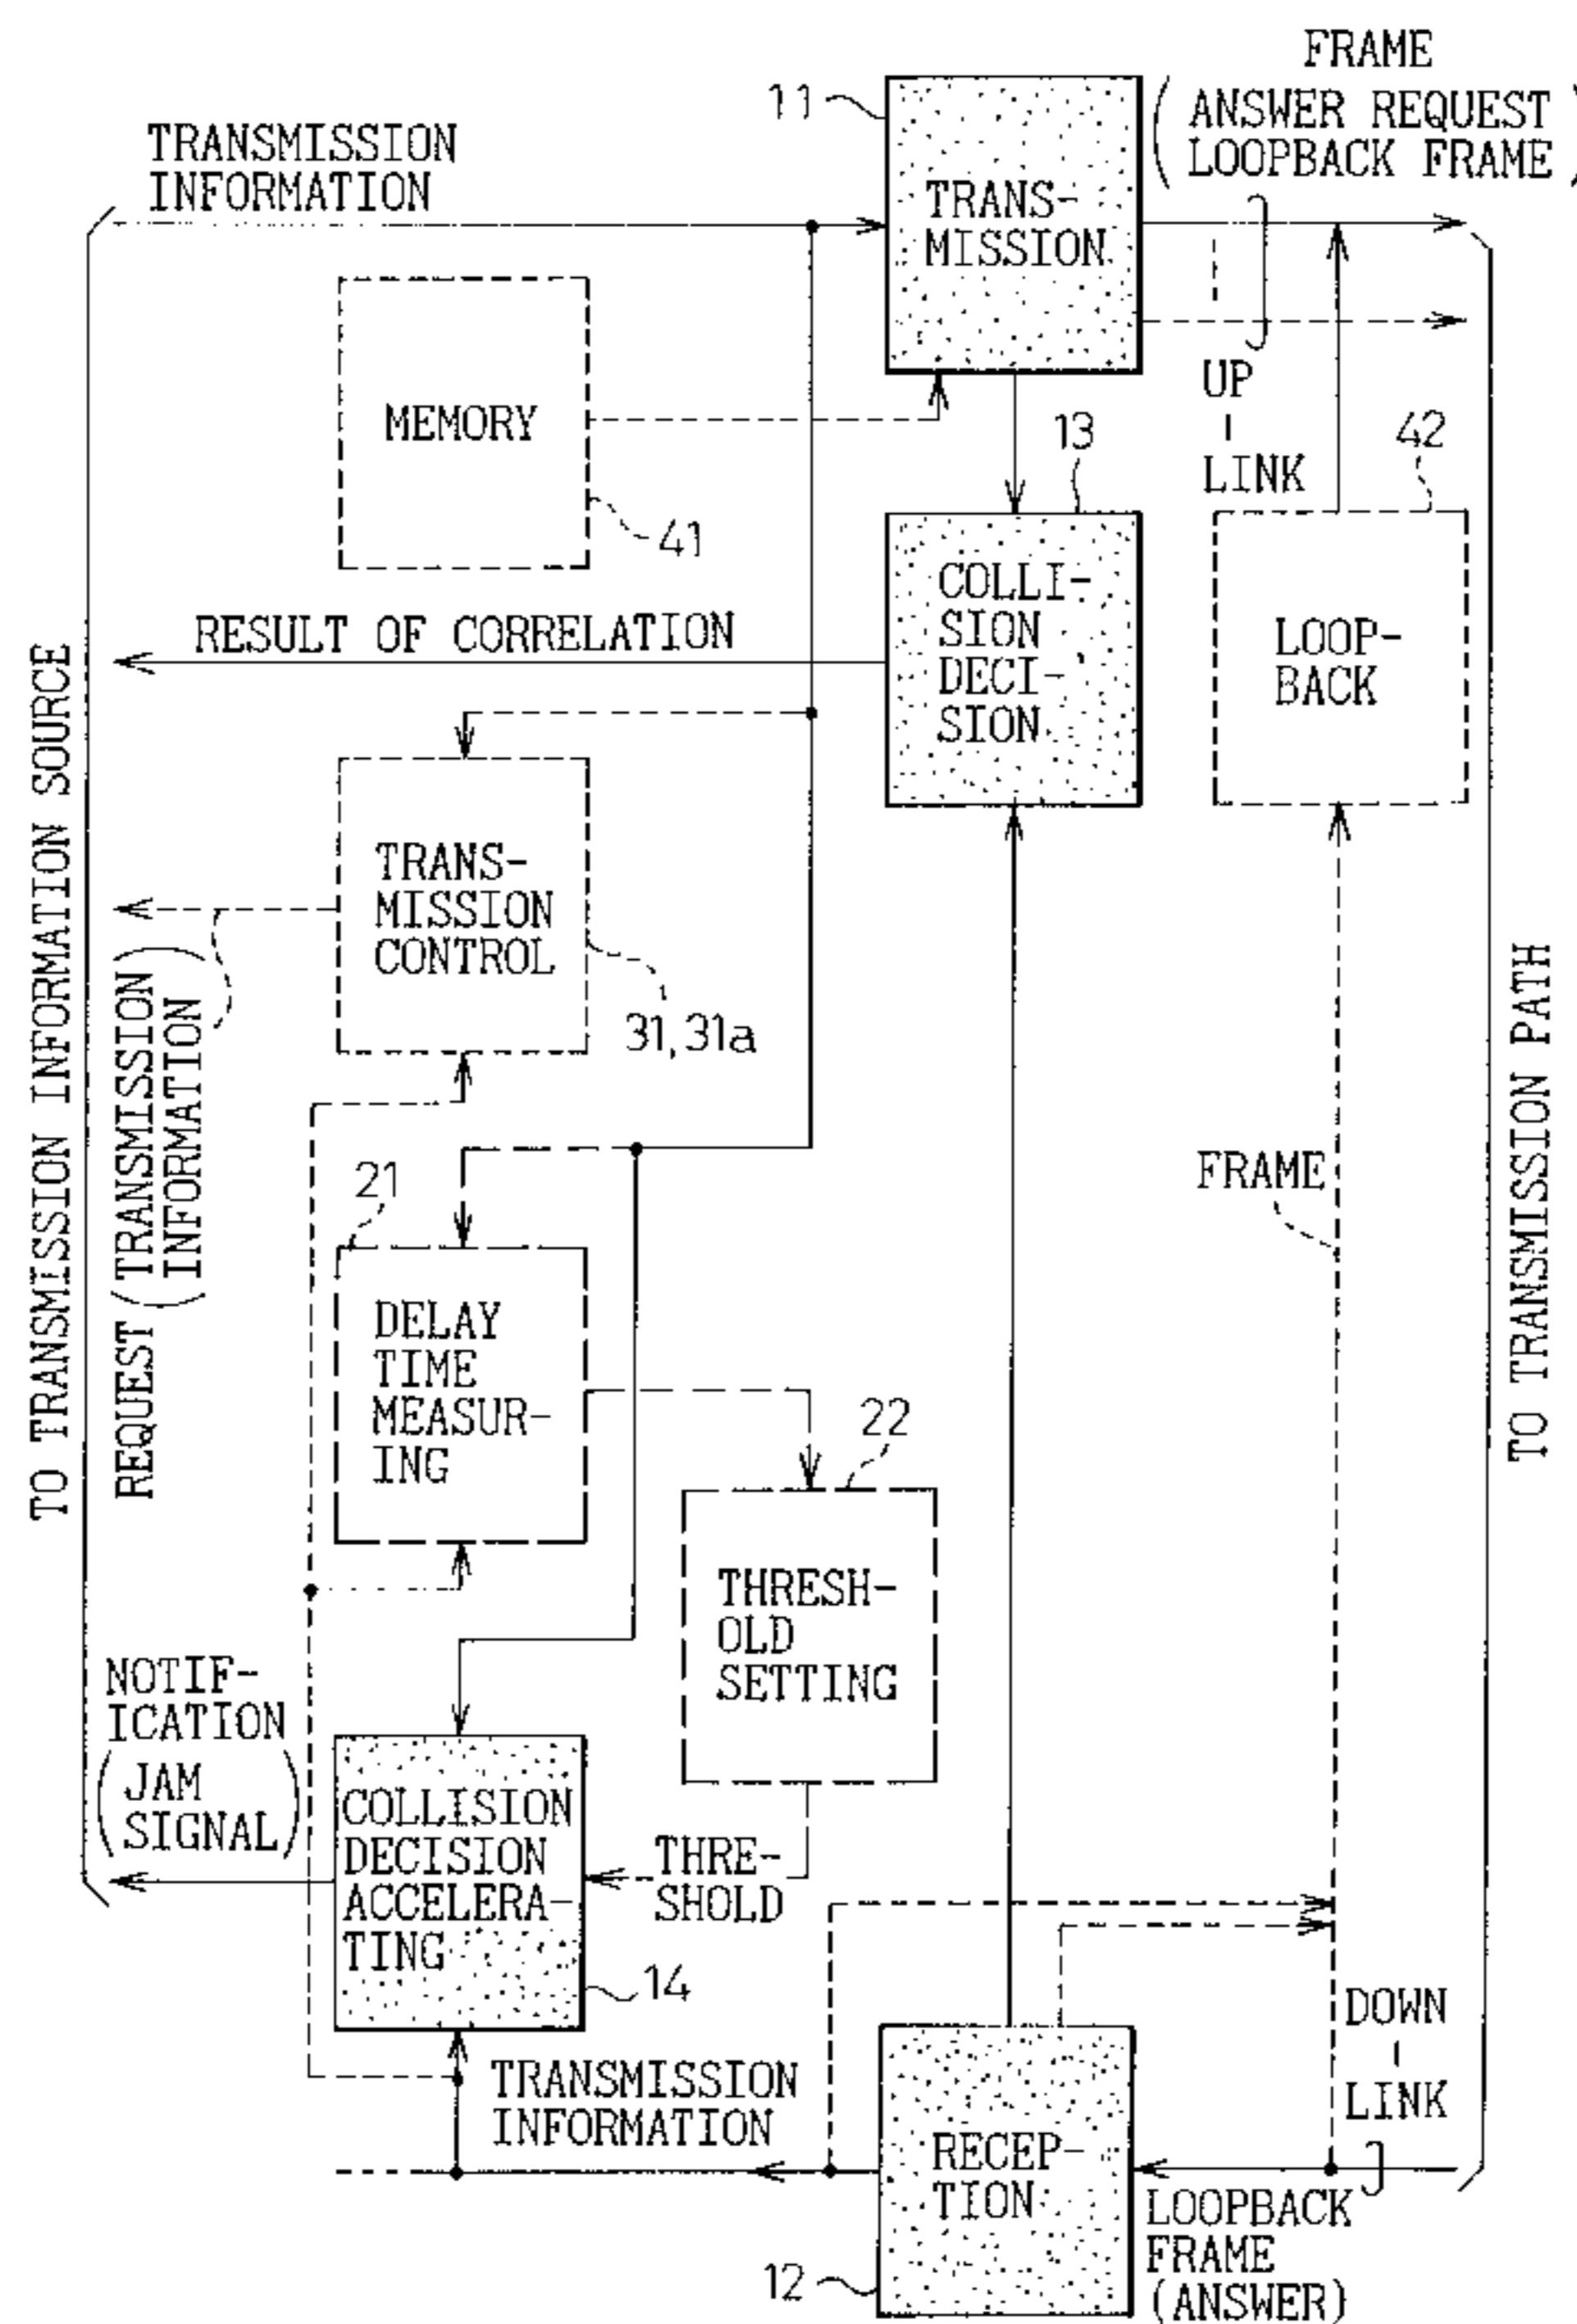 FRAME
(ANSWER REQUEST
LOOPBACK FRAME)
11
TRANSMISSION
INFORMATION
TRANS-
MISSION
UP
-
LINK
MEMORY
41
13
42
COLLI-
SION
DECI-
SION
LOOP-
BACK
RESULT OF CORRELATION
TO TRANSMISSION INFORMATION SOURCE
TRANS-
MISSION
CONTROL
31,31a
REQUEST (TRANSMISSION
INFORMATION)
TO TRANSMISSION PATH
FRAME
21
DELAY
TIME
MEASUR-
ING
22
THRESH-
OLD
SETTING
NOTIF-
ICATION
(JAM
SIGNAL)
COLLISION
DECISION
ACCELERA-
TING
THRE-
SHOLD
14
DOWN
-
LINK
TRANSMISSION
INFORMATION
RECEP-
TION
12
LOOPBACK
FRAME
(ANSWER)